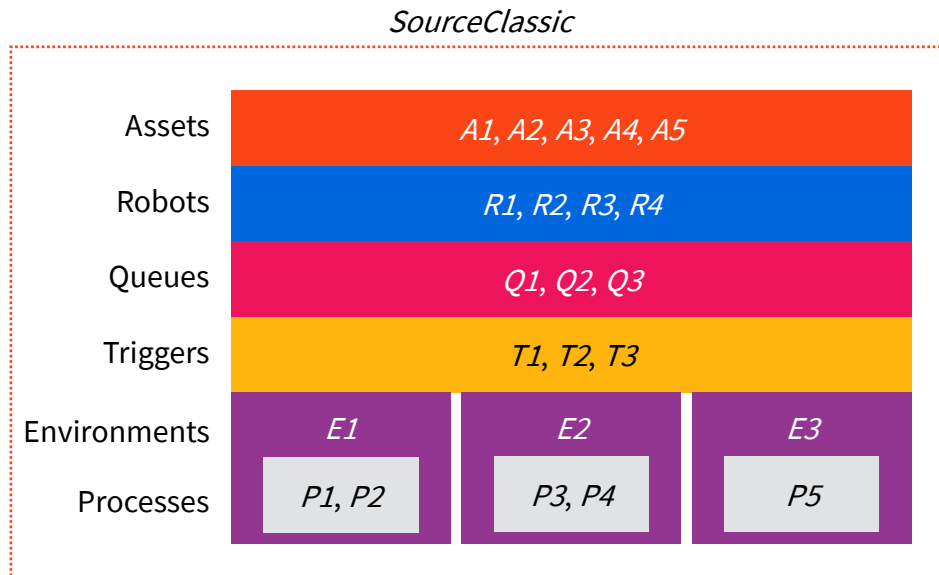 SourceClassic
Assets
A1, A2, A3, A4, A5
Robots
R1, R2, R3, R4
Queues
Q1, Q2, Q3
Triggers
T1, T2, T3
Environments
E1
E2
E3
Processes
P1, P2
P3, P4
P5